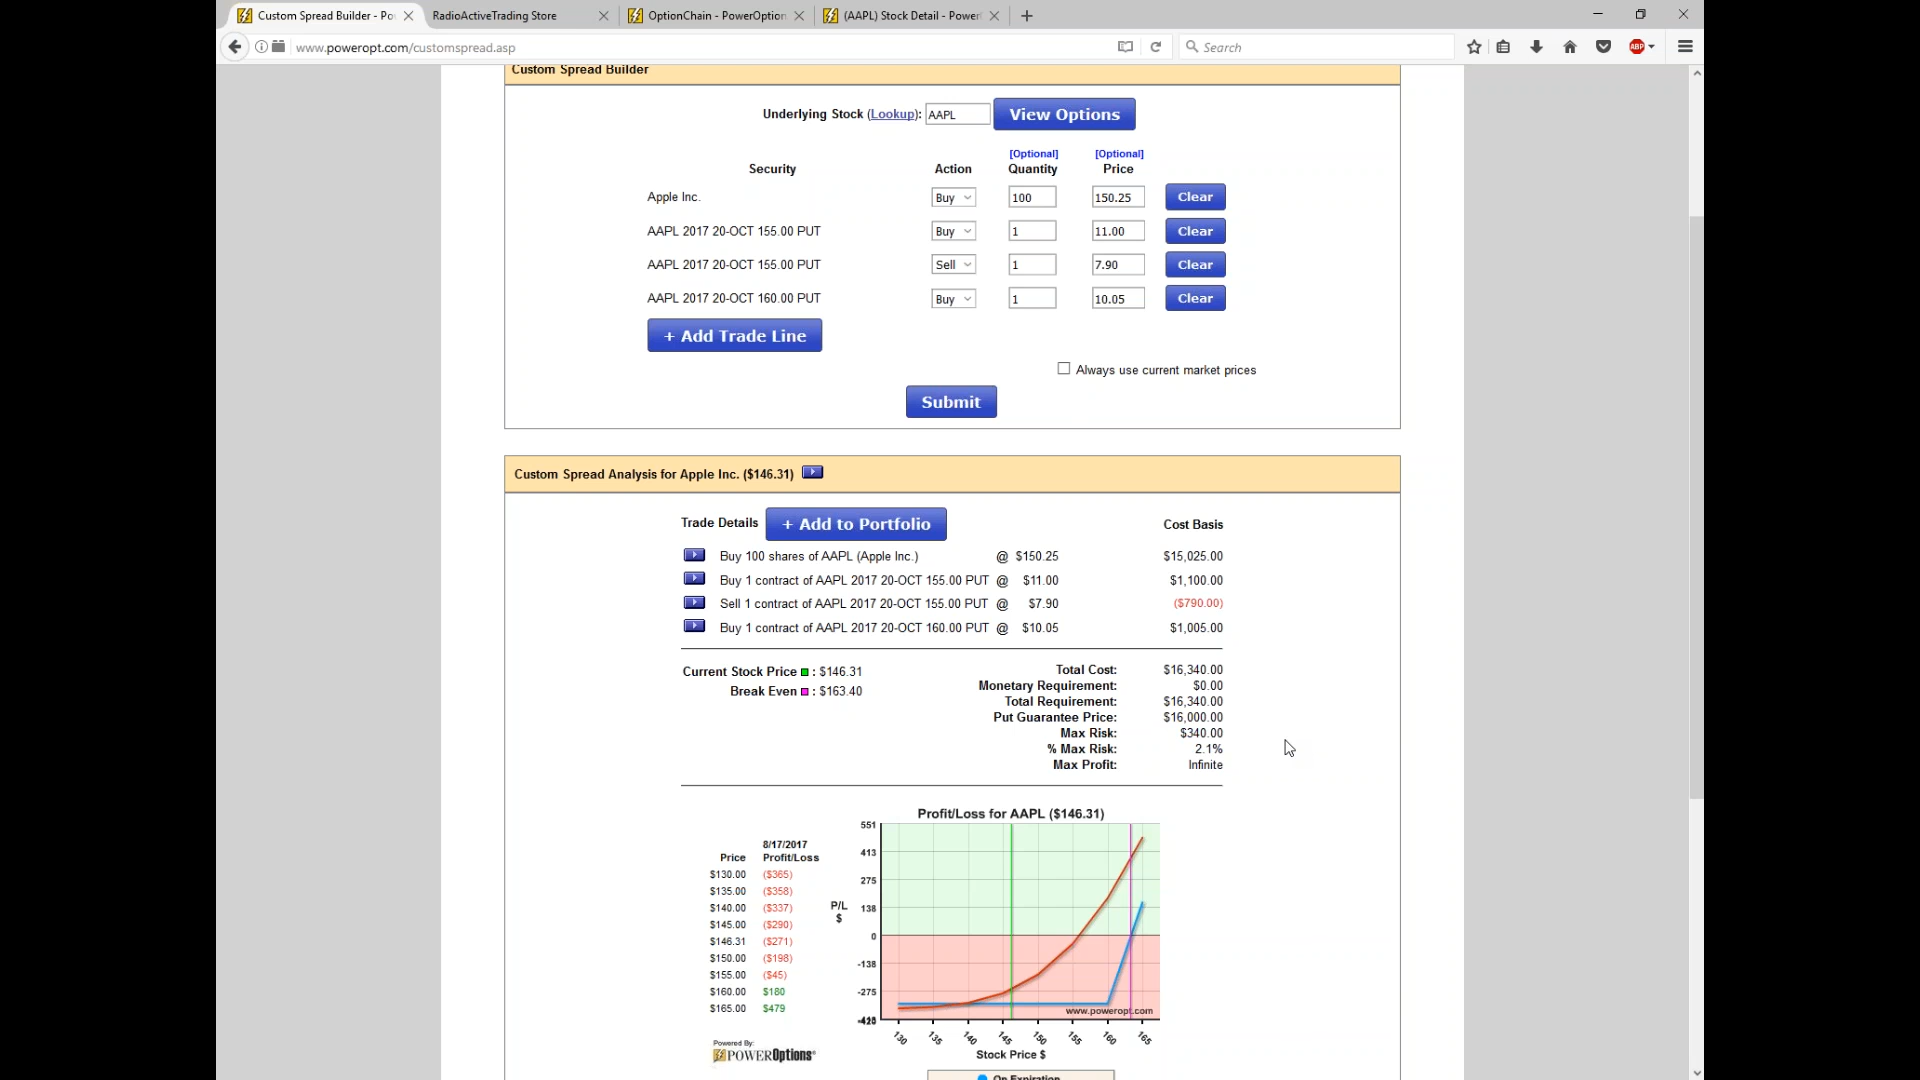 Custom Spread Builder - Po
RadioActiveTrading Store
OptionChain - PowerOption
(AAPL) Stock Detail - Power
www.poweropt.com/customspread.asp
Search
ABP
Custom Spread Builder
Underlying Stock (Lookup): AAPL View Options
[Optional] [Optional]
Security Action Quantity Price
Apple Inc. Buy 100 150.25 Clear
AAPL 2017 20-OCT 155.00 PUT Buy 1 11.00 Clear
AAPL 2017 20-OCT 155.00 PUT Sell 1 7.90 Clear
AAPL 2017 20-OCT 160.00 PUT Buy 1 10.05 Clear
+ Add Trade Line
Always use current market prices
Submit
Custom Spread Analysis for Apple Inc. ($146.31)
Trade Details + Add to Portfolio Cost Basis
Buy 100 shares of AAPL (Apple Inc.) @ $150.25 $15,025.00
Buy 1 contract of AAPL 2017 20-OCT 155.00 PUT @ $11.00 $1,100.00
Sell 1 contract of AAPL 2017 20-OCT 155.00 PUT @ $7.90 ($790.00)
Buy 1 contract of AAPL 2017 20-OCT 160.00 PUT @ $10.05 $1,005.00
Current Stock Price : $146.31
Break Even : $163.40
Total Cost: $16,340.00
Monetary Requirement: $0.00
Total Requirement: $16,340.00
Put Guarantee Price: $16,000.00
Max Risk: $340.00
% Max Risk: 2.1%
Max Profit: Infinite
8/17/2017
Price Profit/Loss
$130.00 ($365)
$135.00 ($358)
$140.00 ($337)
$145.00 ($290)
$146.31 ($271)
$150.00 ($198)
$155.00 ($45)
$160.00 $180
$165.00 $479
Powered By:
POWEROptions
Profit/Loss for AAPL ($146.31)
551
413
275
138
0
-138
-275
P/L
$
www.poweropt.com
130 135 140 145 150 155 160 165
Stock Price $
On Expiration